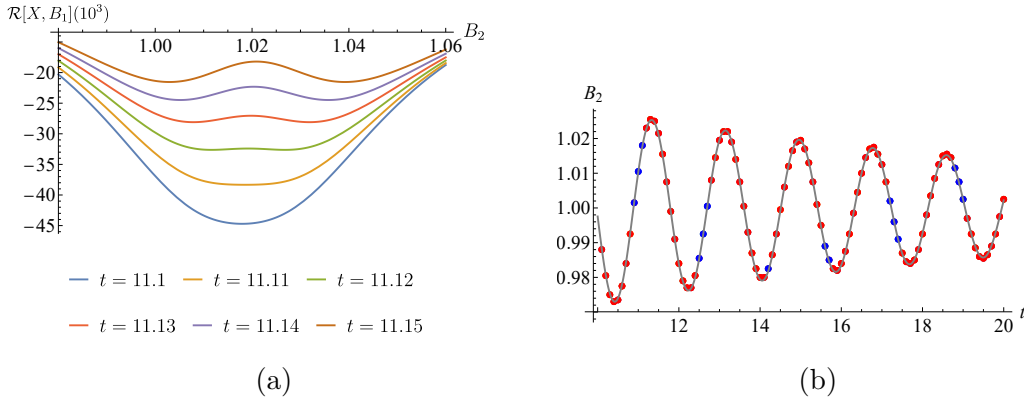 ℛ[X, B₁](10³)
B₂
1.00 1.02 1.04 1.06
−20
−25
−30
−35
−40
−45
t = 11.1 t = 11.11 t = 11.12
t = 11.13 t = 11.14 t = 11.15
(a)
B₂
1.02
1.01
1.00
0.99
0.98
12 14 16 18 20
t
(b)